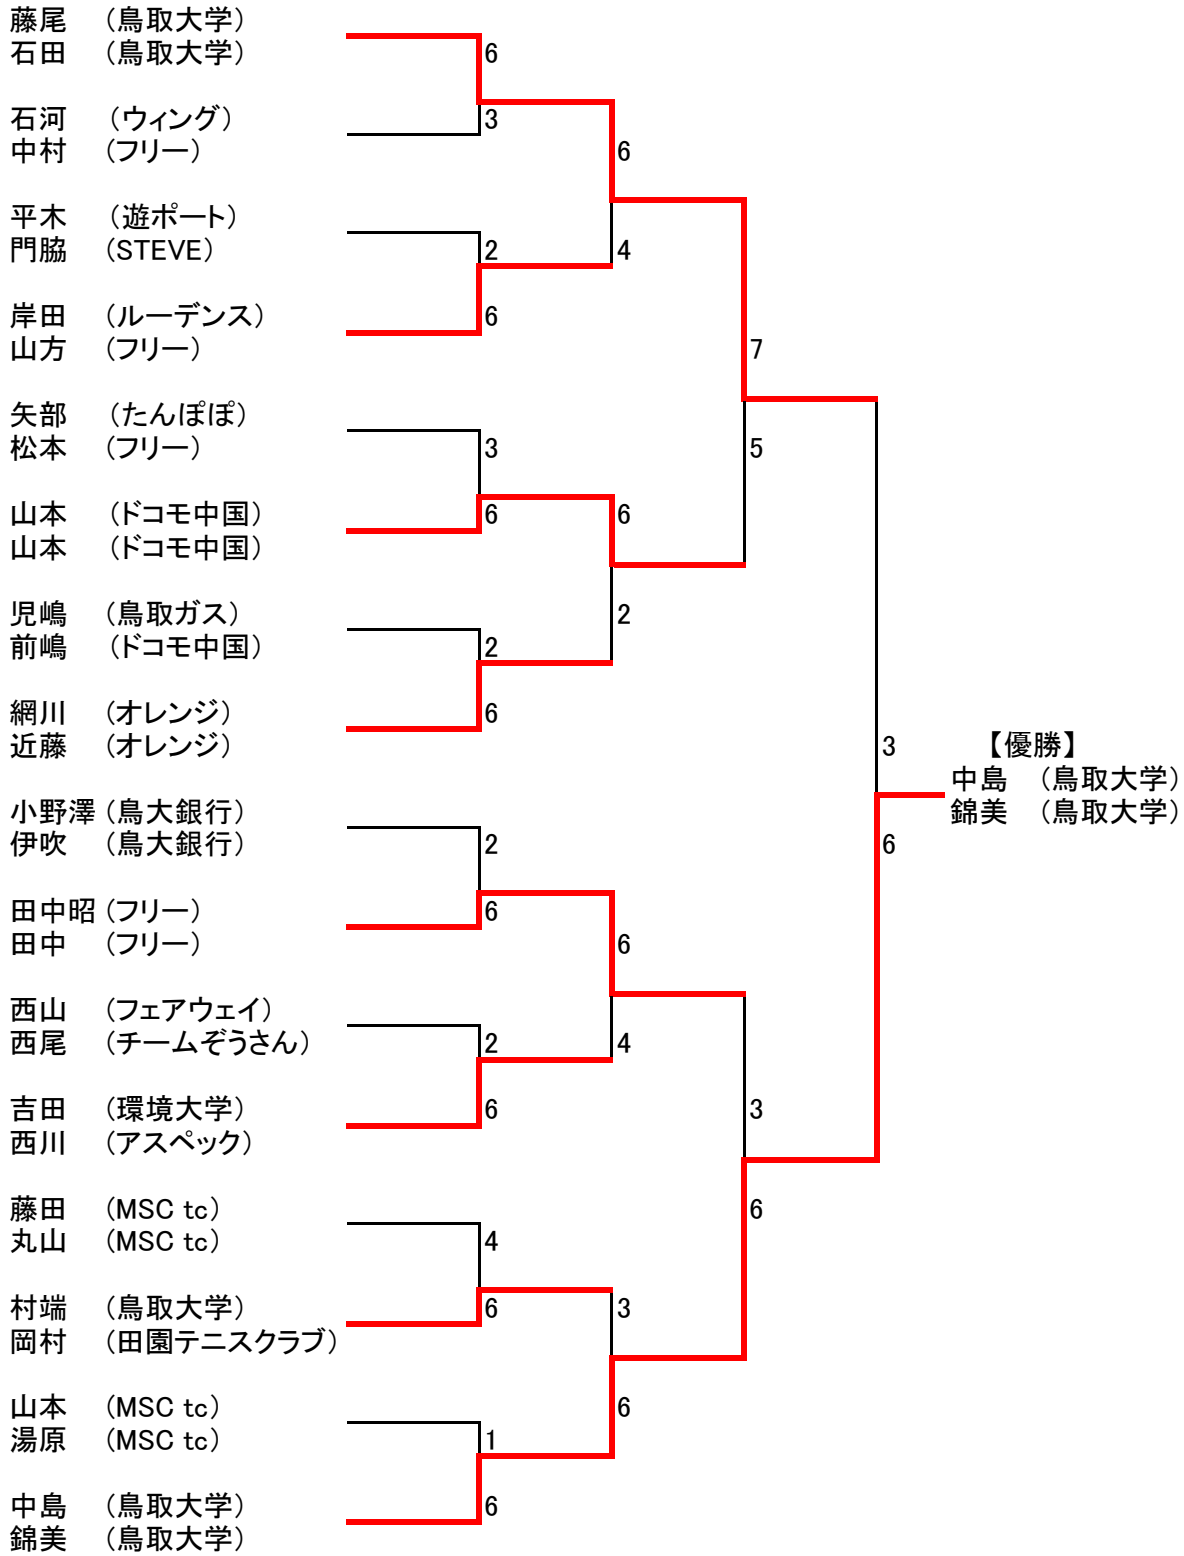 藤尾 (鳥取大学)
石田 (鳥取大学)
6
石河 (ウィング)
中村 (フリー)
3
6
平木 (遊ポート)
門脇 (STEVE)
2
4
岸田 (ルーデンス)
山方 (フリー)
6
7
矢部 (たんぽぽ)
松本 (フリー)
3
5
山本 (ドコモ中国)
山本 (ドコモ中国)
6
6
児嶋 (鳥取ガス)
前嶋 (ドコモ中国)
2
2
網川 (オレンジ)
近藤 (オレンジ)
6
3
【優勝】
中島 (鳥取大学)
錦美 (鳥取大学)
小野澤 (鳥大銀行)
伊吹 (鳥大銀行)
2
6
田中昭 (フリー)
田中 (フリー)
6
6
西山 (フェアウェイ)
西尾 (チームぞうさん)
2
4
吉田 (環境大学)
西川 (アスペック)
6
3
藤田 (MSC tc)
丸山 (MSC tc)
4
6
村端 (鳥取大学)
岡村 (田園テニスクラブ)
6
3
山本 (MSC tc)
湯原 (MSC tc)
1
6
中島 (鳥取大学)
錦美 (鳥取大学)
6